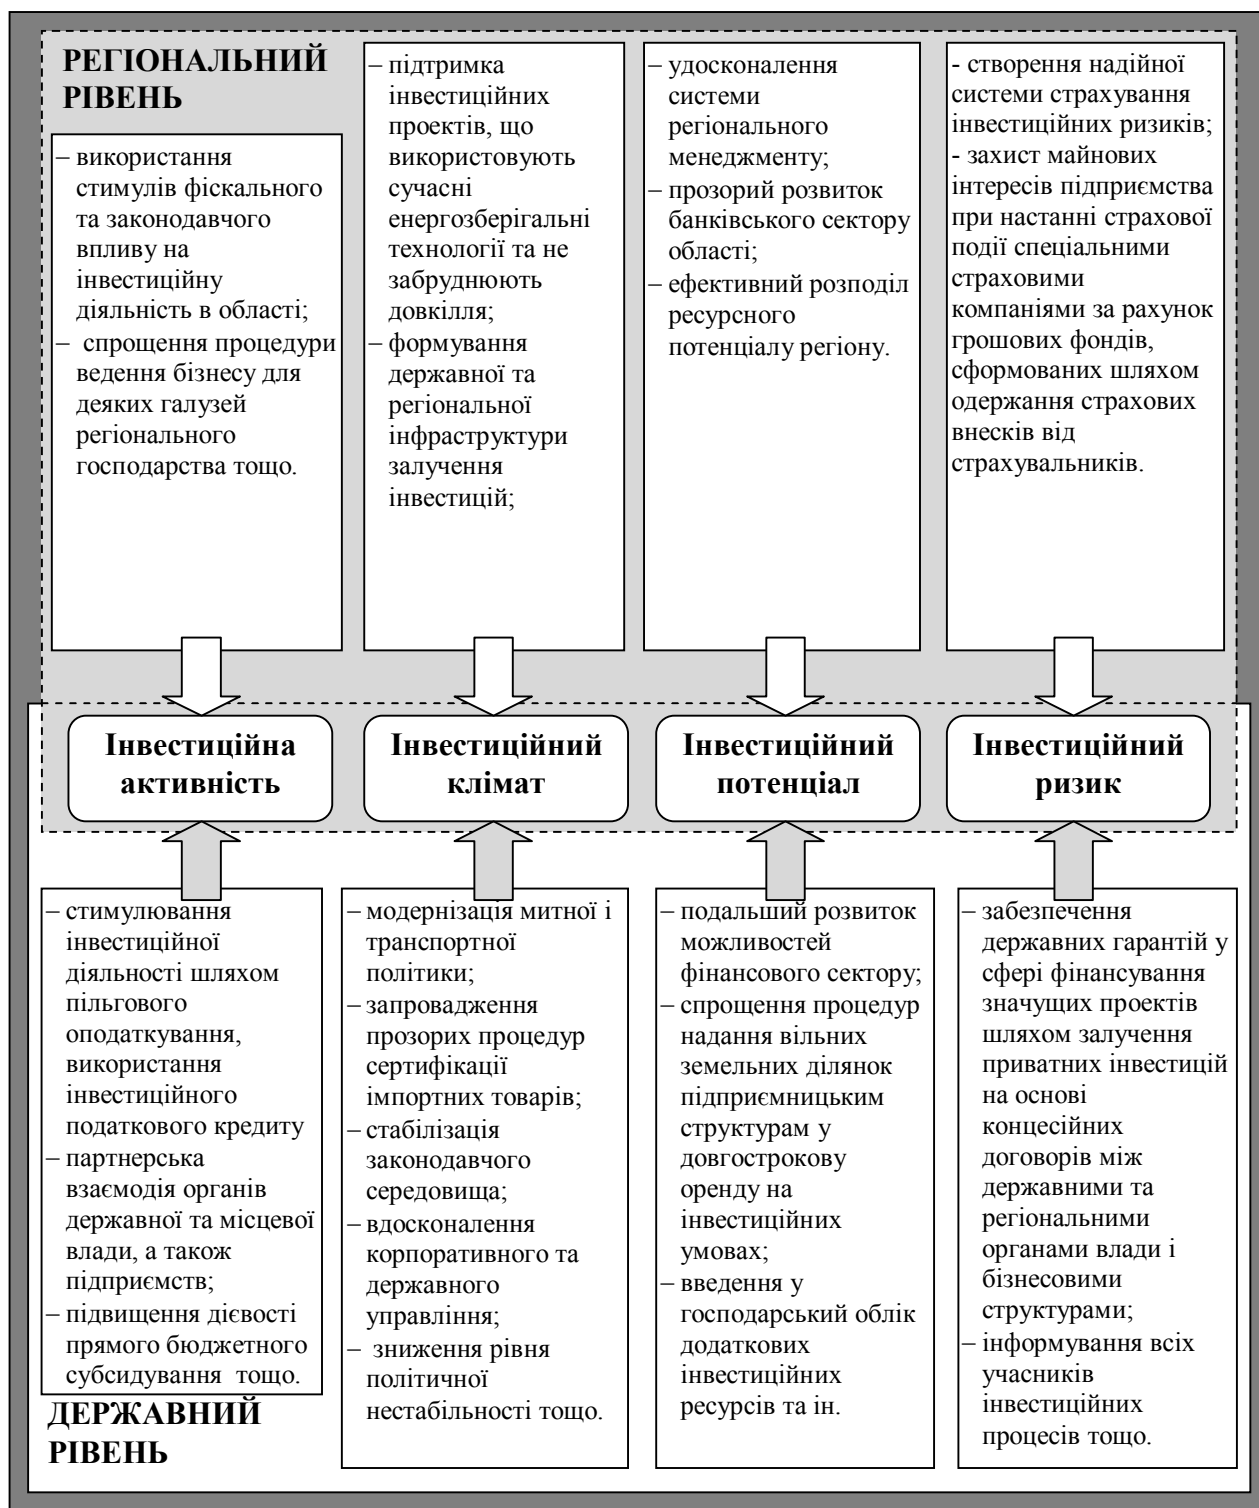 РЕГІОНАЛЬНИЙ
РІВЕНЬ
– використання
стимулів фіскального
та законодавчого
впливу на
інвестиційну
діяльність в області;
– спрощення процедури
ведення бізнесу для
деяких галузей
регіонального
господарства тощо.
– підтримка
інвестиційних
проектів, що
використовують
сучасні
енергозберігальні
технології та не
забруднюють
довкілля;
– формування
державної та
регіональної
інфраструктури
залучення
інвестицій;
– удосконалення
системи
регіонального
менеджменту;
– прозорий розвиток
банківського сектору
області;
– ефективний розподіл
ресурсного
потенціалу регіону.
- створення надійної
системи страхування
інвестиційних ризиків;
- захист майнових
інтересів підприємства
при настанні страхової
події спеціальними
страховими
компаніями за рахунок
грошових фондів,
сформованих шляхом
одержання страхових
внесків від
страхувальників.
Інвестиційна
активність
Інвестиційний
клімат
Інвестиційний
потенціал
Інвестиційний
ризик
– стимулювання
інвестиційної
діяльності шляхом
пільгового
оподаткування,
використання
інвестиційного
податкового кредиту
– партнерська
взаємодія органів
державної та місцевої
влади, а також
підприємств;
– підвищення дієвості
прямого бюджетного
субсидування тощо.
– модернізація митної і
транспортної
політики;
– запровадження
прозорих процедур
сертифікації
імпортних товарів;
– стабілізація
законодавчого
середовища;
– вдосконалення
корпоративного та
державного
управління;
– зниження рівня
політичної
нестабільності тощо.
– подальший розвиток
можливостей
фінансового сектору;
– спрощення процедур
надання вільних
земельних ділянок
підприємницьким
структурам у
довгострокову
оренду на
інвестиційних
умовах;
– введення у
господарський облік
додаткових
інвестиційних
ресурсів та ін.
– забезпечення
державних гарантій у
сфері фінансування
значущих проектів
шляхом залучення
приватних інвестицій
на основі
концесійних
договорів між
державними та
регіональними
органами влади і
бізнесовими
структурами;
– інформування всіх
учасників
інвестиційних
процесів тощо.
ДЕРЖАВНИЙ
РІВЕНЬ